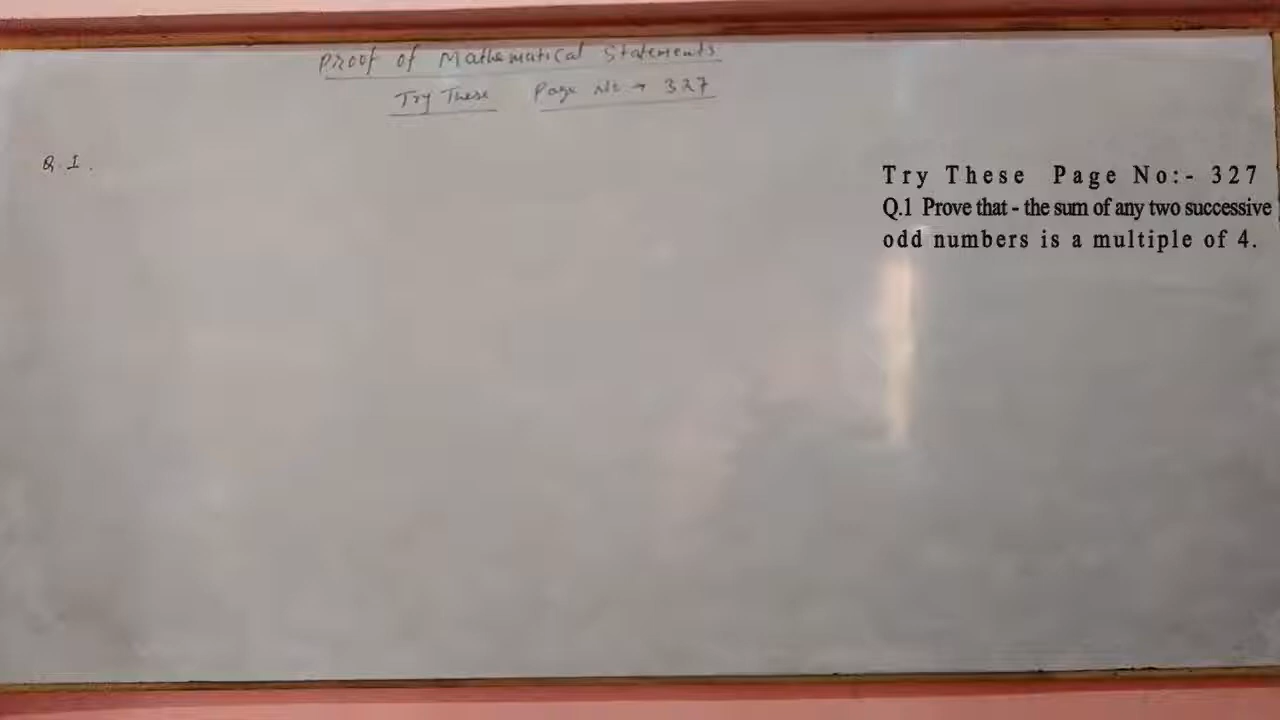 Proof of Mathematical Statements
Try These Page No → 327
Q.1.
Try These Page No:- 327
Q.1 Prove that - the sum of any two successive
odd numbers is a multiple of 4.